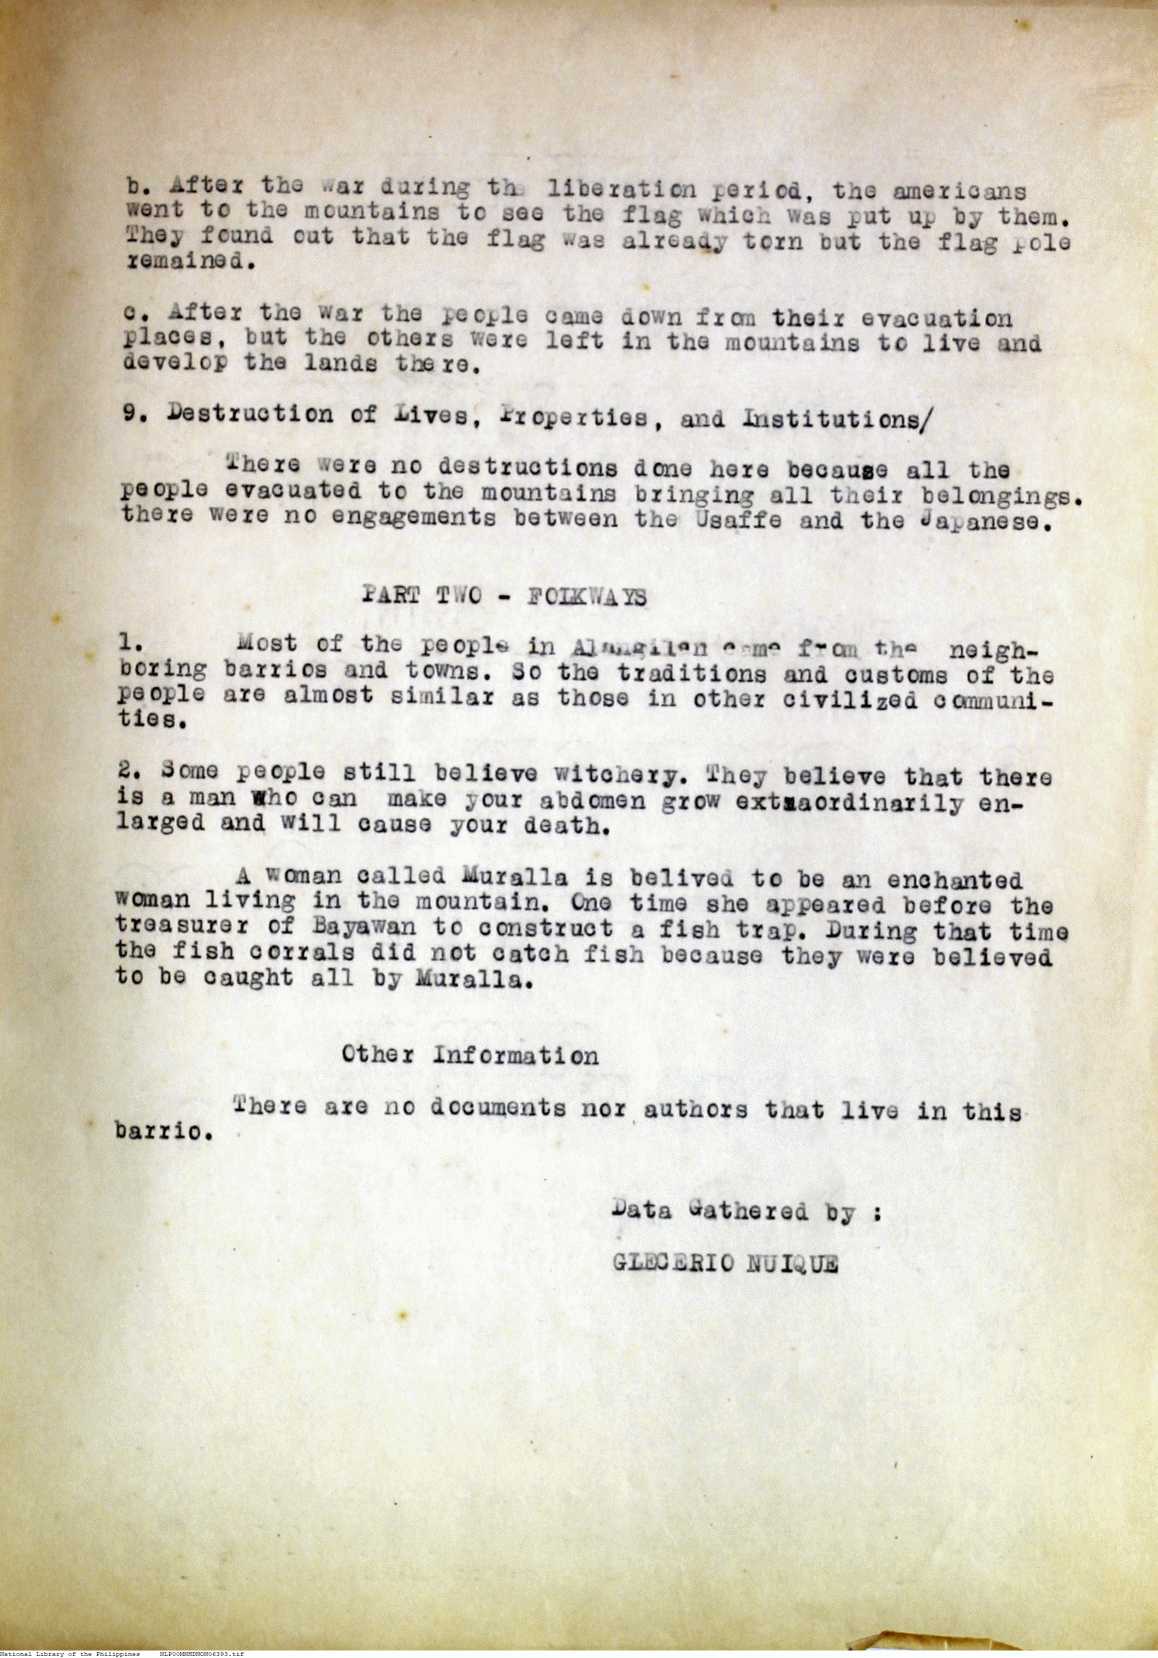 b. After the war during the liberation period, the americans
went to the mountains to see the flag which was put up by them.
They found out that the flag was already torn but the flag pole
remained.
c. After the war the people came down from their evacuation
places, but the others were left in the mountains to live and
develop the lands there.
9. Destruction of Lives, Properties, and Institutions/
There were no destructions done here because all the
people evacuated to the mountains bringing all their belongings.
there were no engagements between the Usaffe and the Japanese.
PART TWO - FOLKWAYS
1. Most of the people in Alangilan came from the neigh-
boring barrios and towns. So the traditions and customs of the
people are almost similar as those in other civilized communi-
ties.
2. Some people still believe witchery. They believe that there
is a man who can make your abdomen grow extraordinarily en-
larged and will cause your death.
A woman called Muralla is belived to be an enchanted
woman living in the mountain. One time she appeared before the
treasurer of Bayawan to construct a fish trap. During that time
the fish corrals did not catch fish because they were believed
to be caught all by Muralla.
Other Information
There are no documents nor authors that live in this
barrio.
Data Gathered by :
GLECERIO NUIQUE
National Library of the Philippines